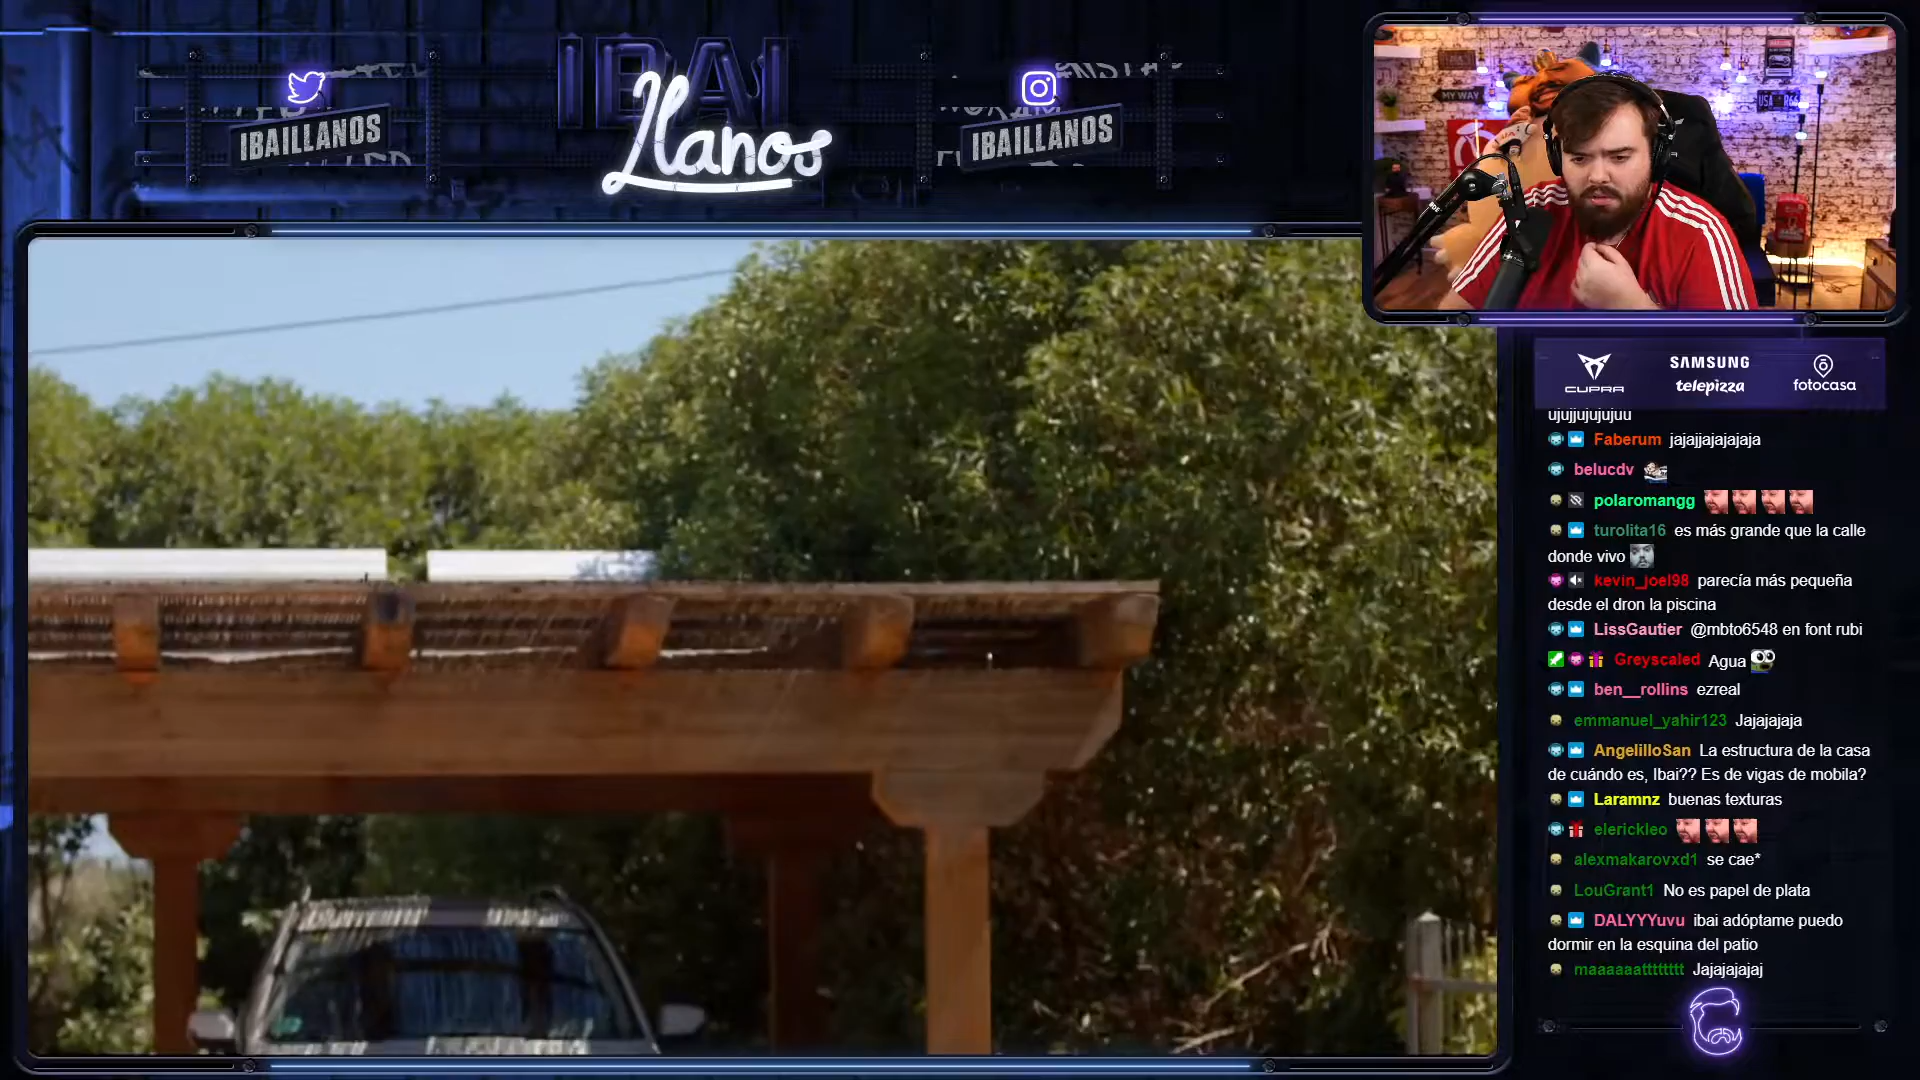 IBAI
Llanos
IBAILLANOS
IBAILLANOS
MY WAY
CUPRA
SAMSUNG
telepizza
fotocasa
ujujjujujujuu
Faberum jajajjajajajaja
belucdv
polaromangg
turolita16 es más grande que la calle
donde vivo
kevin_joel98 parecía más pequeña
desde el dron la piscina
LissGautier @mbto6548 en font rubi
Greyscaled Agua
ben__rollins ezreal
emmanuel_yahir123 Jajajajaja
AngelilloSan La estructura de la casa
de cuándo es, Ibai?? Es de vigas de mobila?
Laramnz buenas texturas
elerickleo
alexmakarovxd1 se cae*
LouGrant1 No es papel de plata
DALYYYuvu ibai adóptame puedo
dormir en la esquina del patio
maaaaaattttttt Jajajajajaj